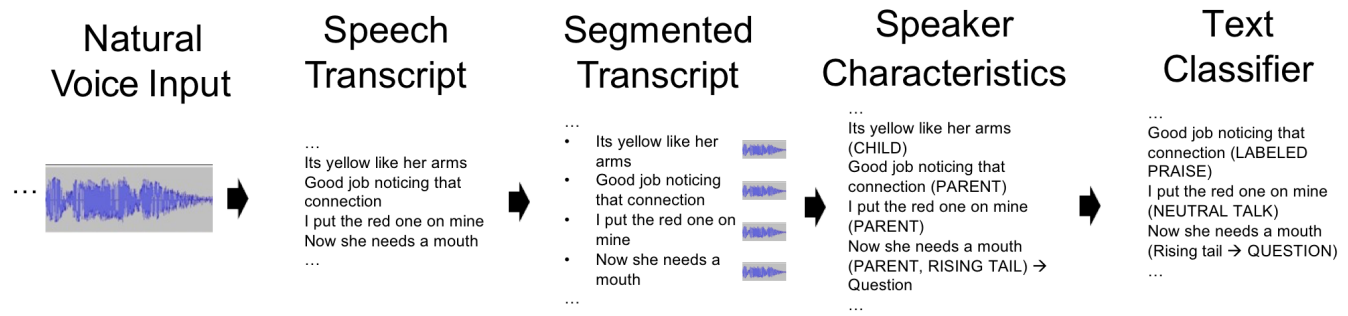 Natural
Voice Input
…
Speech
Transcript
…
Its yellow like her arms
Good job noticing that
connection
I put the red one on mine
Now she needs a mouth
…
Segmented
Transcript
…
• Its yellow like her
arms
• Good job noticing
that connection
• I put the red one on
mine
• Now she needs a
mouth
…
Speaker
Characteristics
…
Its yellow like her arms
(CHILD)
Good job noticing that
connection (PARENT)
I put the red one on mine
(PARENT)
Now she needs a mouth
(PARENT, RISING TAIL) →
Question
…
Text
Classifier
…
Good job noticing that
connection (LABELED
PRAISE)
I put the red one on mine
(NEUTRAL TALK)
Now she needs a mouth
(Rising tail → QUESTION)
…